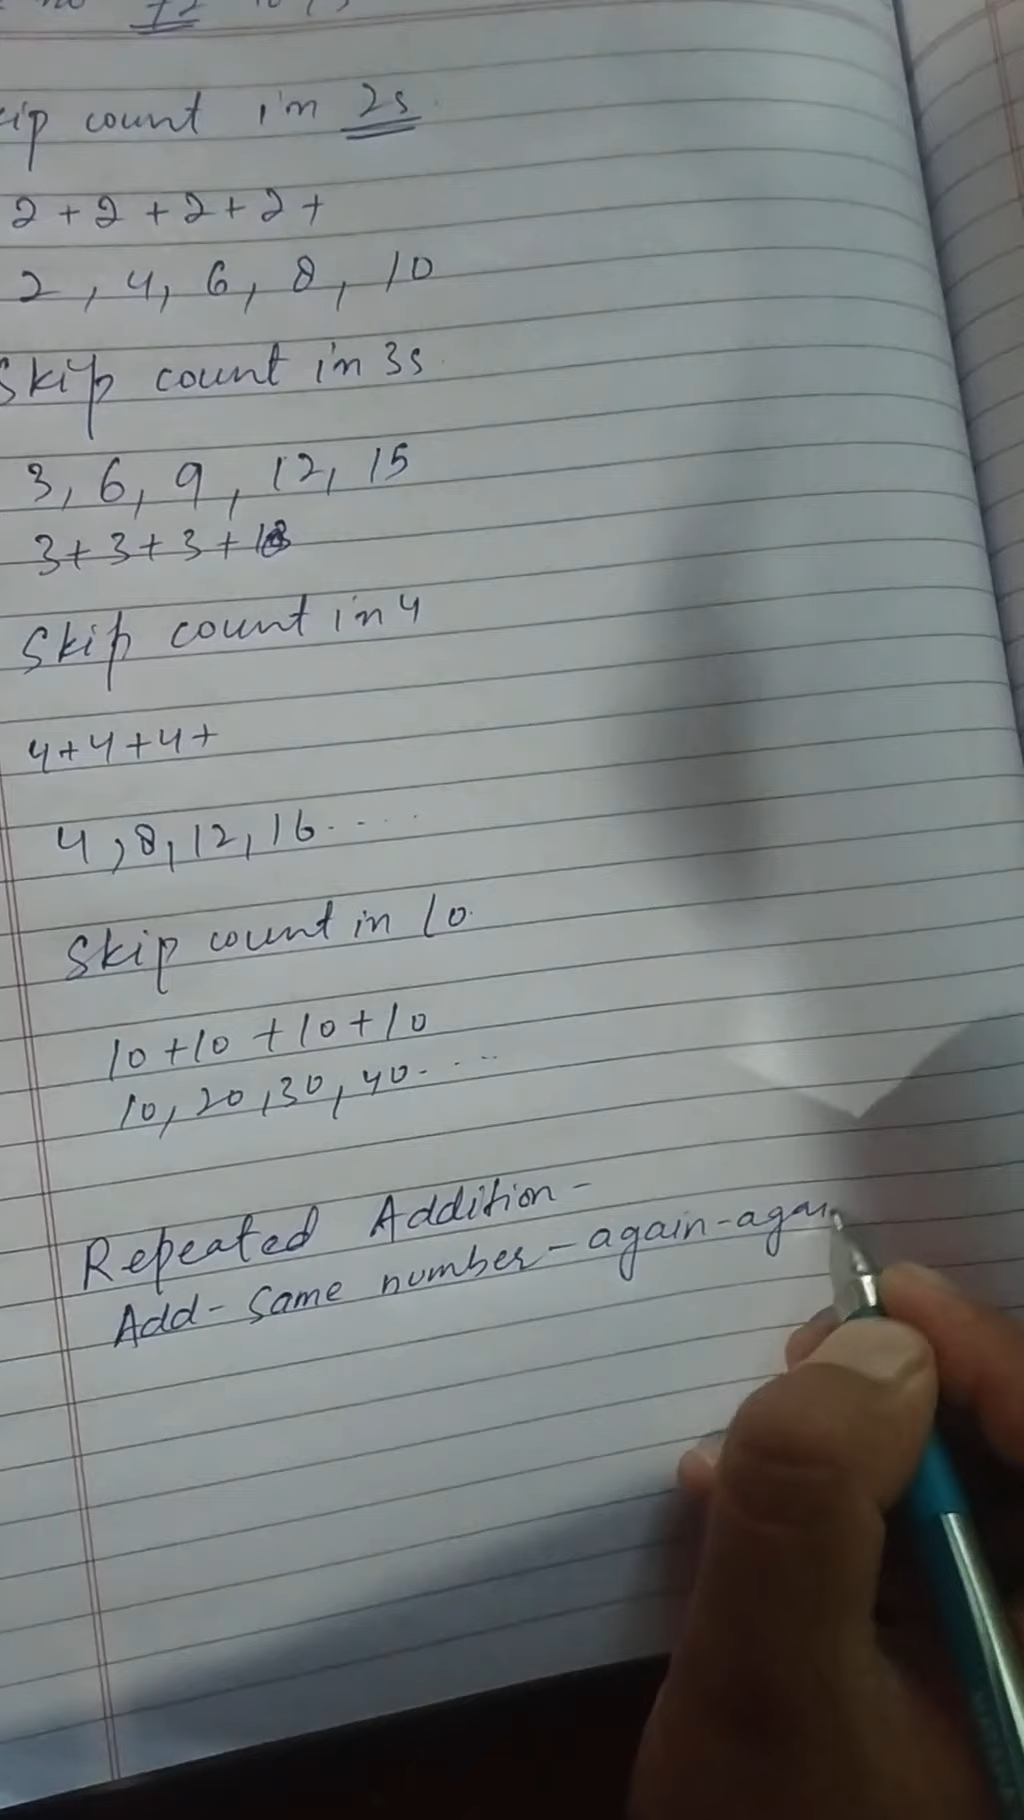 kip count in 2s
2 + 2 + 2 + 2 +
2 , 4, 6, 8, 10
Skip count in 3s
3, 6, 9, 12, 15
3 + 3 + 3 +
Skip count in 4
4+4+4+
4, 8, 12, 16.....
Skip count in 10.
10 +10 +10 +10
10, 20, 30, 40.....
Repeated Addition -
Add - Same number - again-again